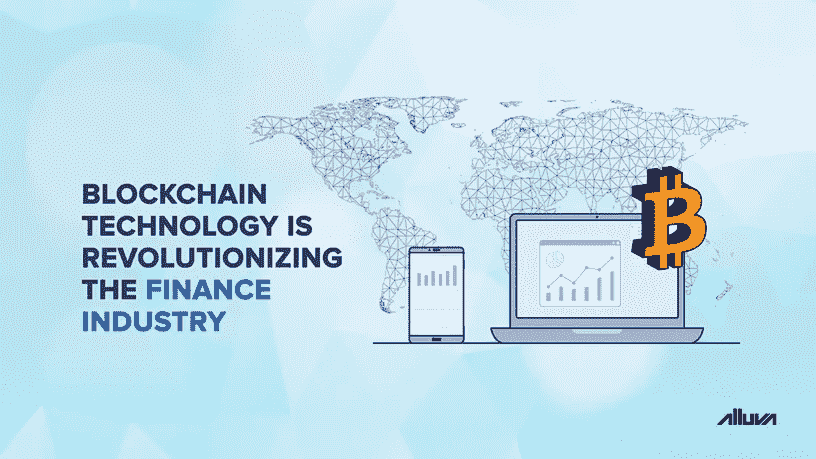 BLOCKCHAIN
TECHNOLOGY IS
REVOLUTIONIZING
THE FINANCE
INDUSTRY
alluva